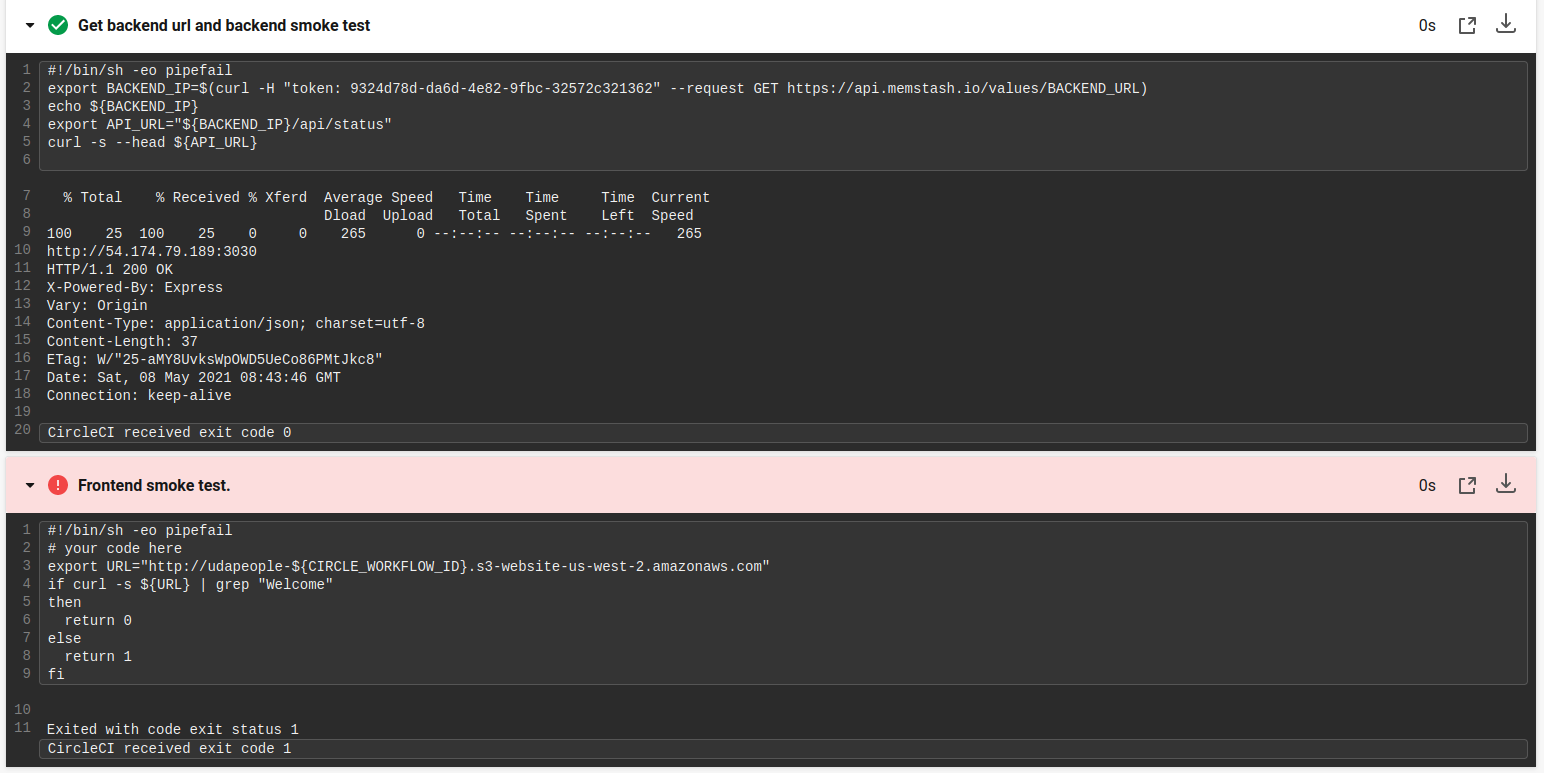 Get backend url and backend smoke test 0s
1 #!/bin/sh -eo pipefail
2 export BACKEND_IP=$(curl -H "token: 9324d78d-da6d-4e82-9fbc-32572c321362" --request GET https://api.memstash.io/values/BACKEND_URL)
3 echo ${BACKEND_IP}
4 export API_URL="${BACKEND_IP}/api/status"
5 curl -s --head ${API_URL}
6
7 % Total % Received % Xferd Average Speed Time Time Time Current
8 Dload Upload Total Spent Left Speed
9 100 25 100 25 0 0 265 0 --:--:-- --:--:-- --:--:-- 265
10 http://54.174.79.189:3030
11 HTTP/1.1 200 OK
12 X-Powered-By: Express
13 Vary: Origin
14 Content-Type: application/json; charset=utf-8
15 Content-Length: 37
16 ETag: W/"25-aMY8UvksWpOWD5UeCo86PMtJkc8"
17 Date: Sat, 08 May 2021 08:43:46 GMT
18 Connection: keep-alive
19
20 CircleCI received exit code 0
Frontend smoke test. 0s
1 #!/bin/sh -eo pipefail
2 # your code here
3 export URL="http://udapeople-${CIRCLE_WORKFLOW_ID}.s3-website-us-west-2.amazonaws.com"
4 if curl -s ${URL} | grep "Welcome"
5 then
6 return 0
7 else
8 return 1
9 fi
10
11 Exited with code exit status 1
CircleCI received exit code 1